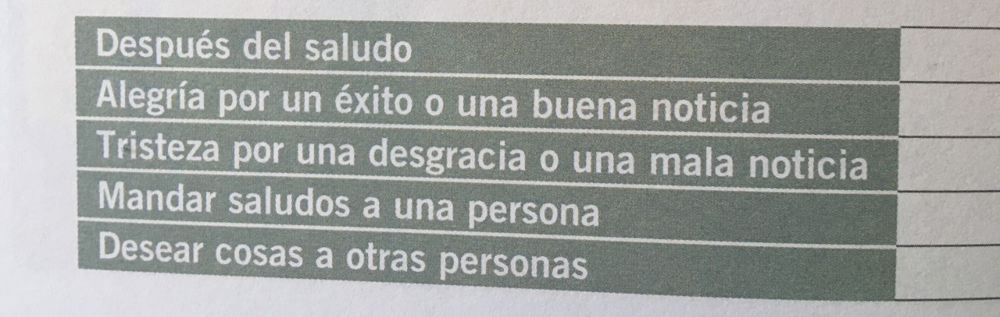 Después del saludo
Alegría por un éxito o una buena noticia
Tristeza por una desgracia o una mala noticia
Mandar saludos a una persona
Desear cosas a otras personas